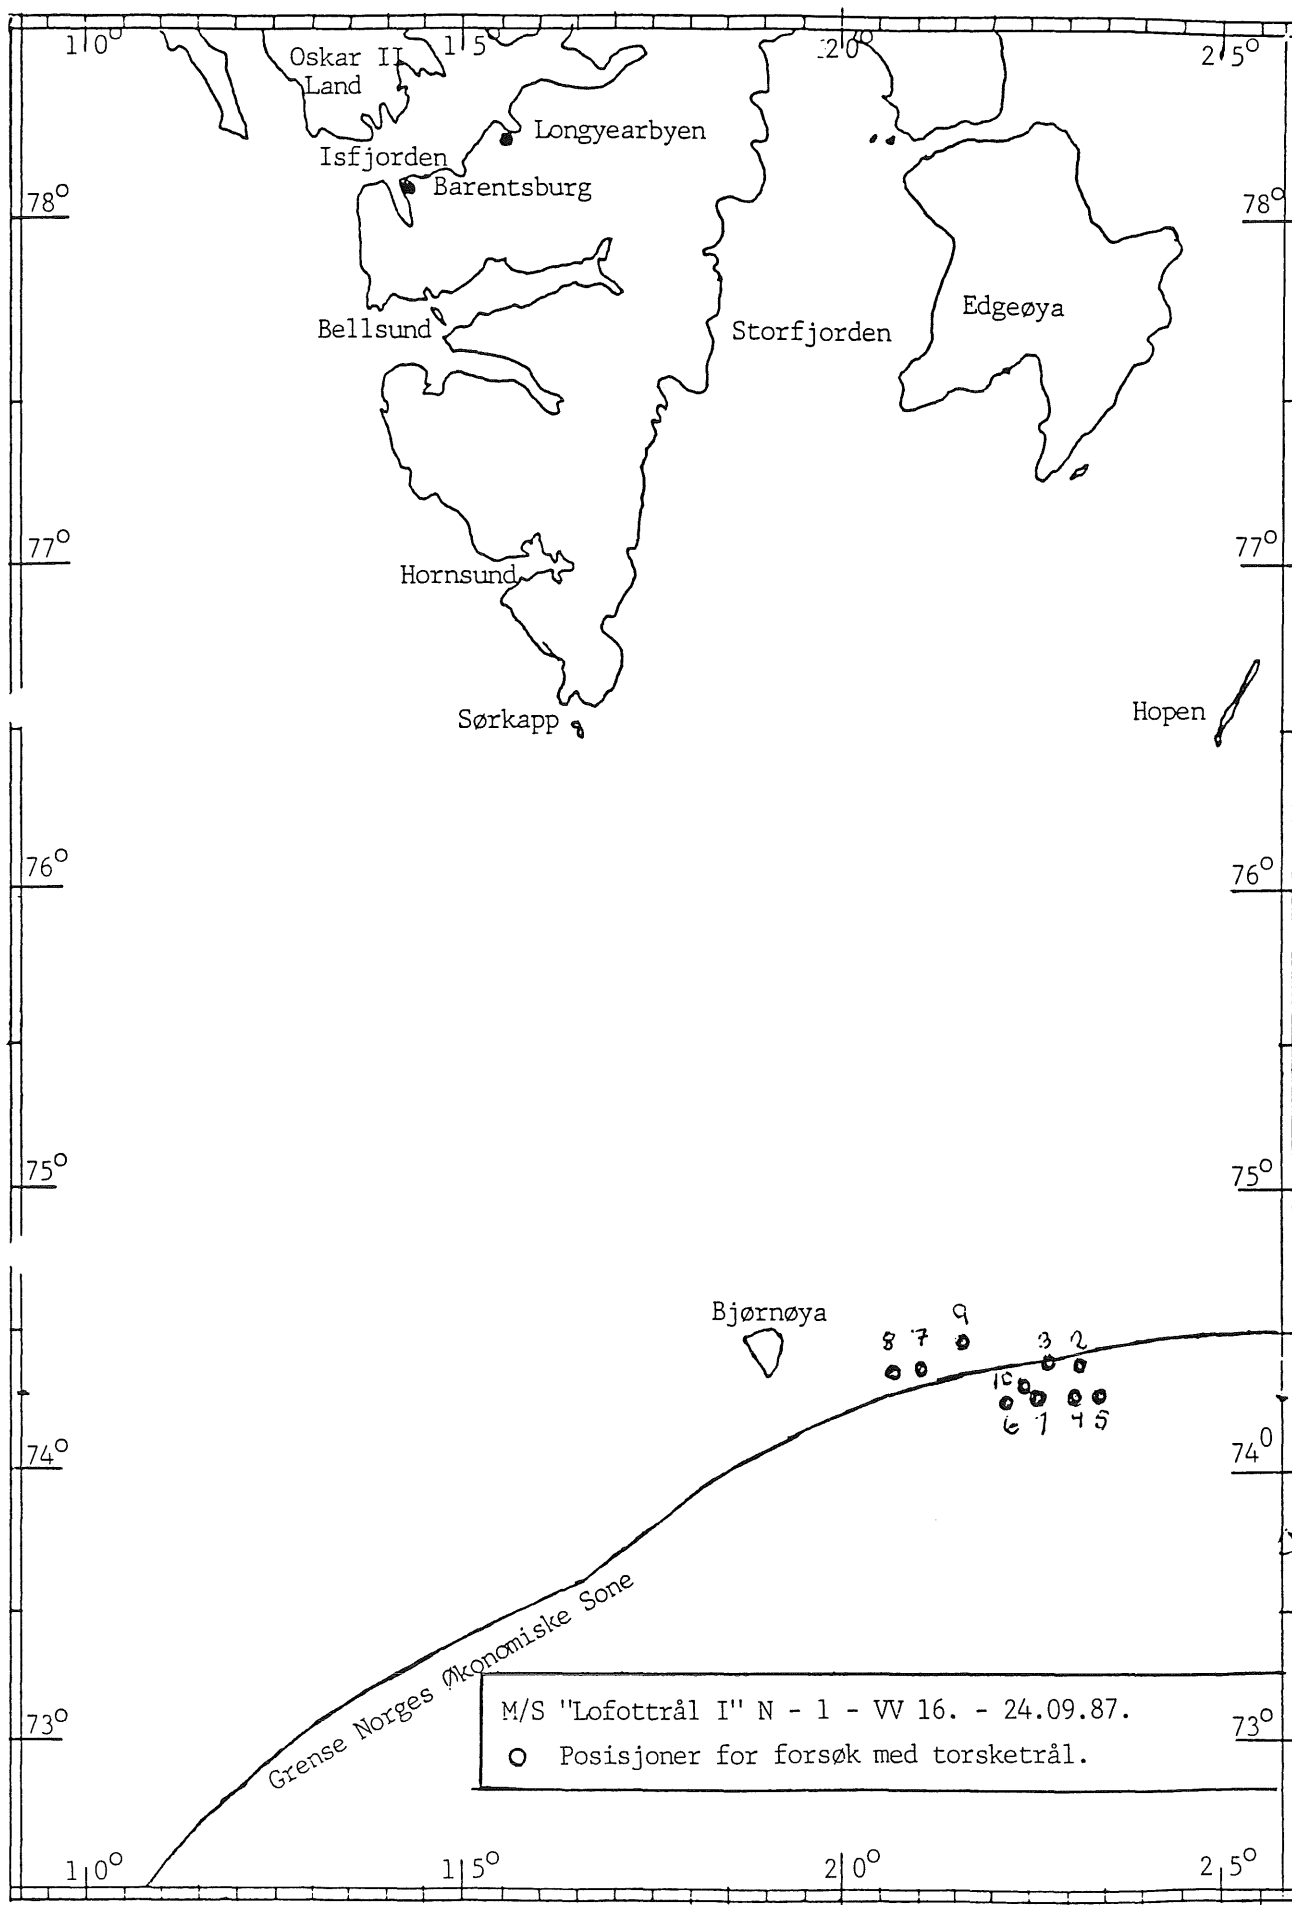 10° 15° 20° 25°
Oskar II
Land
Longyearbyen
Isfjorden
Barentsburg
78° 78°
Edgeøya
Bellsund
Storfjorden
77° 77°
Hornsund
Sørkapp
Hopen
76° 76°
75° 75°
Bjørnøya
9
8 7 3 2
10
6 1 4 5
74° 74°
Grense Norges Økonomiske Sone
M/S "Lofottrål I" N - 1 - VV 16. - 24.09.87.
O Posisjoner for forsøk med torsketrål.
73° 73°
10° 15° 20° 25°